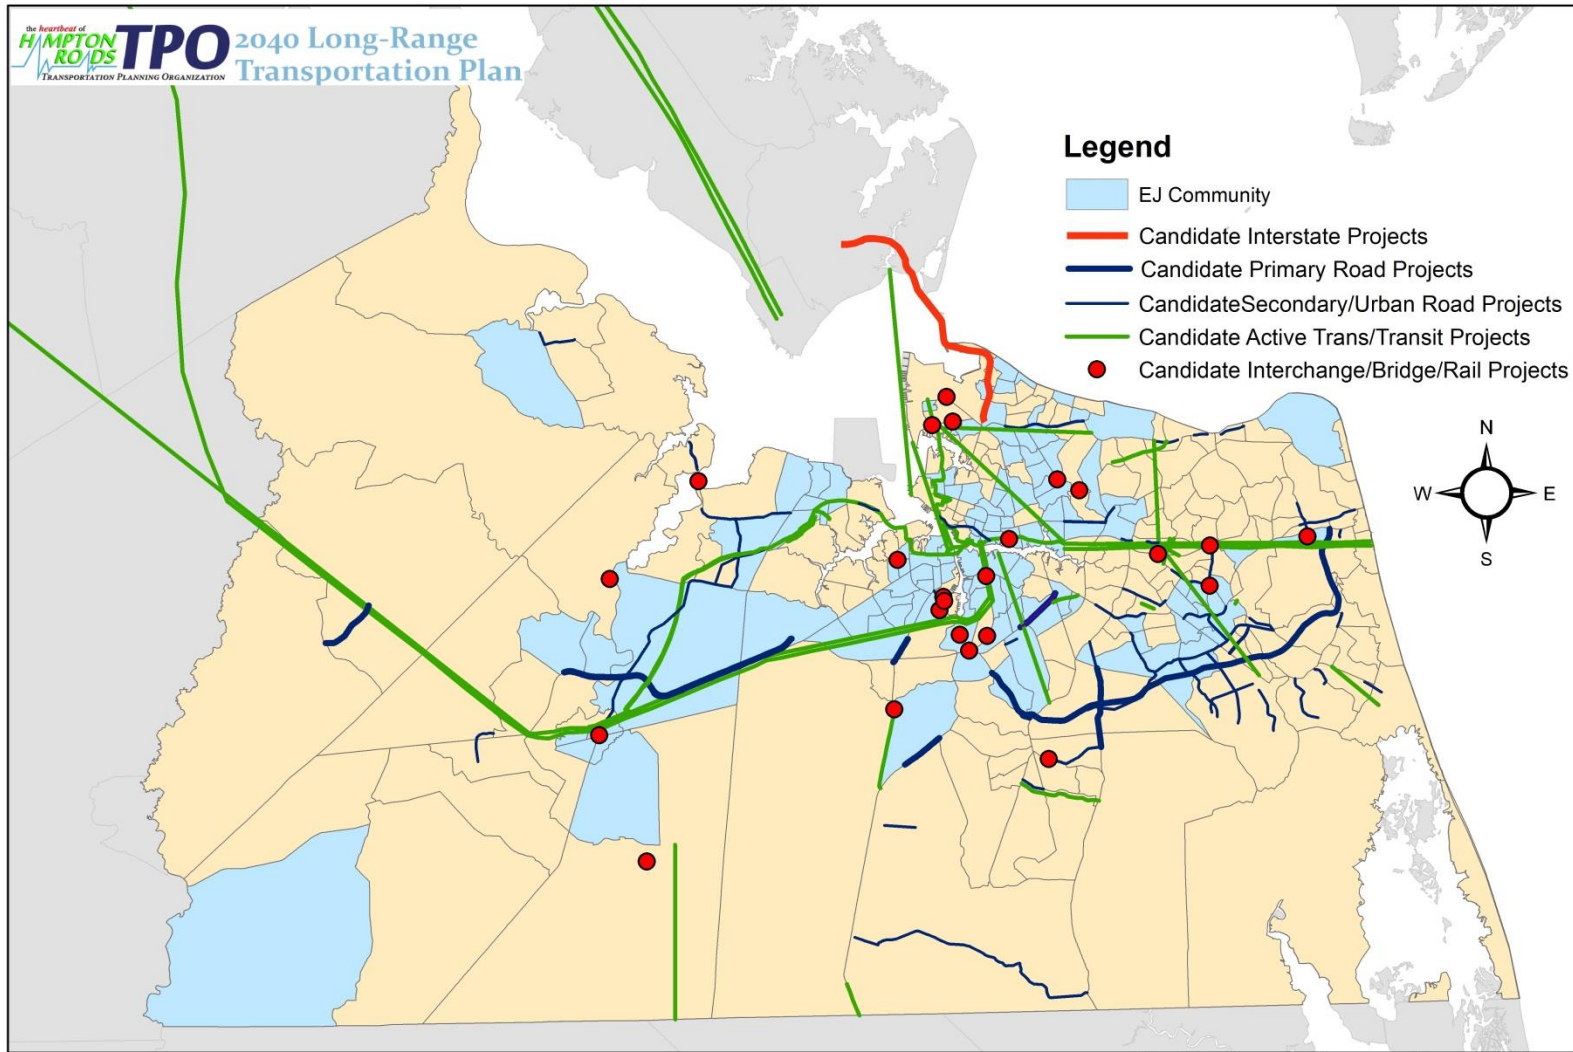 the heartbeat of
HAMPTON
ROADS
TPO
TRANSPORTATION PLANNING ORGANIZATION
2040 Long-Range
Transportation Plan
Legend
EJ Community
Candidate Interstate Projects
Candidate Primary Road Projects
CandidateSecondary/Urban Road Projects
Candidate Active Trans/Transit Projects
Candidate Interchange/Bridge/Rail Projects
N
W E
S